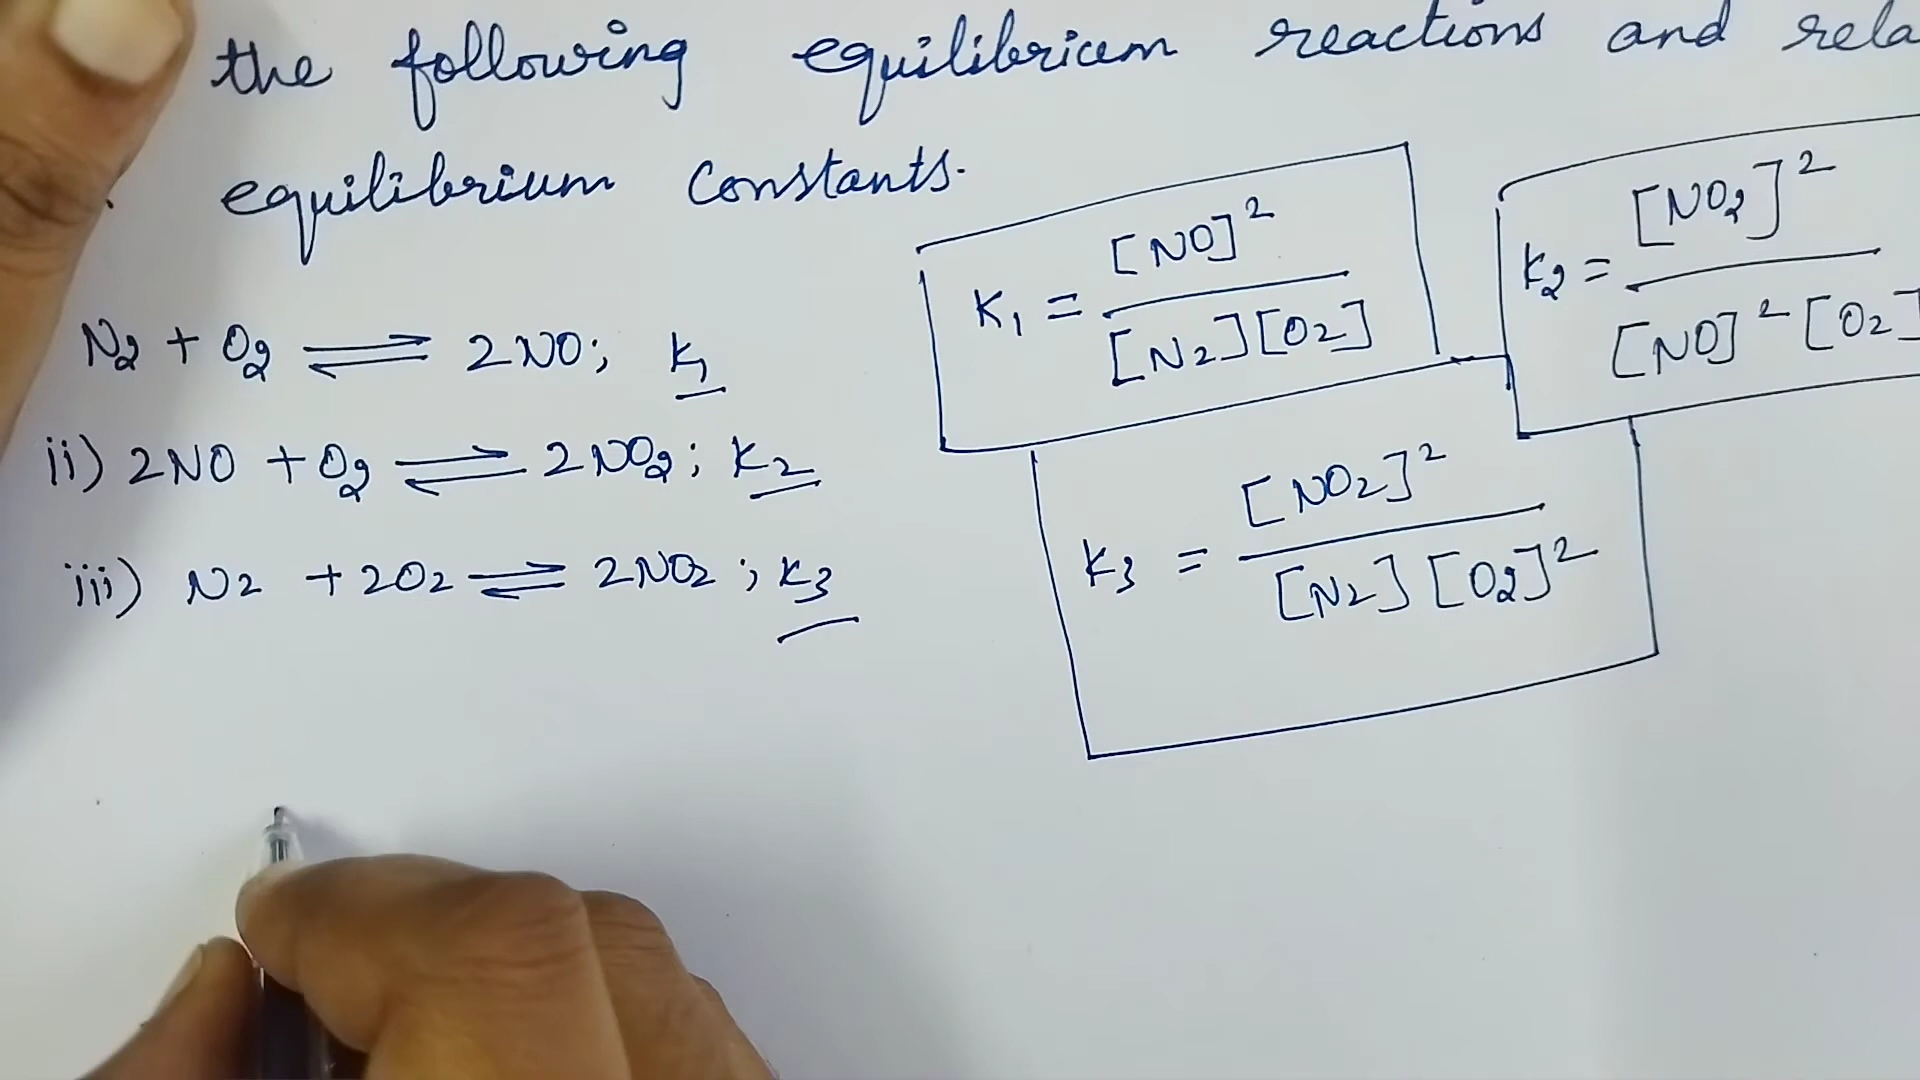 the following equilibrium reactions and rela
equilibrium constants.
N₂ + O₂ ⇌ 2NO; K₁
ii) 2NO + O₂ ⇌ 2NO₂; K₂
iii) N₂ + 2O₂ ⇌ 2NO₂; K₃
K₁ = [NO]² / [N₂][O₂]
K₂ = [NO₂]² / [NO]²[O₂]
K₃ = [NO₂]² / [N₂][O₂]²